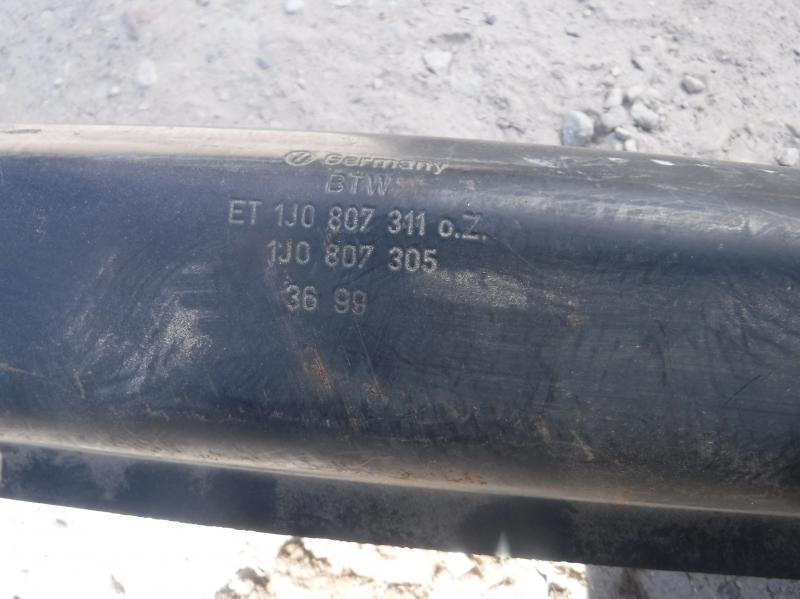 Germany
BTW
ET 1J0 807 311 o.Z.
1J0 807 305
36 99